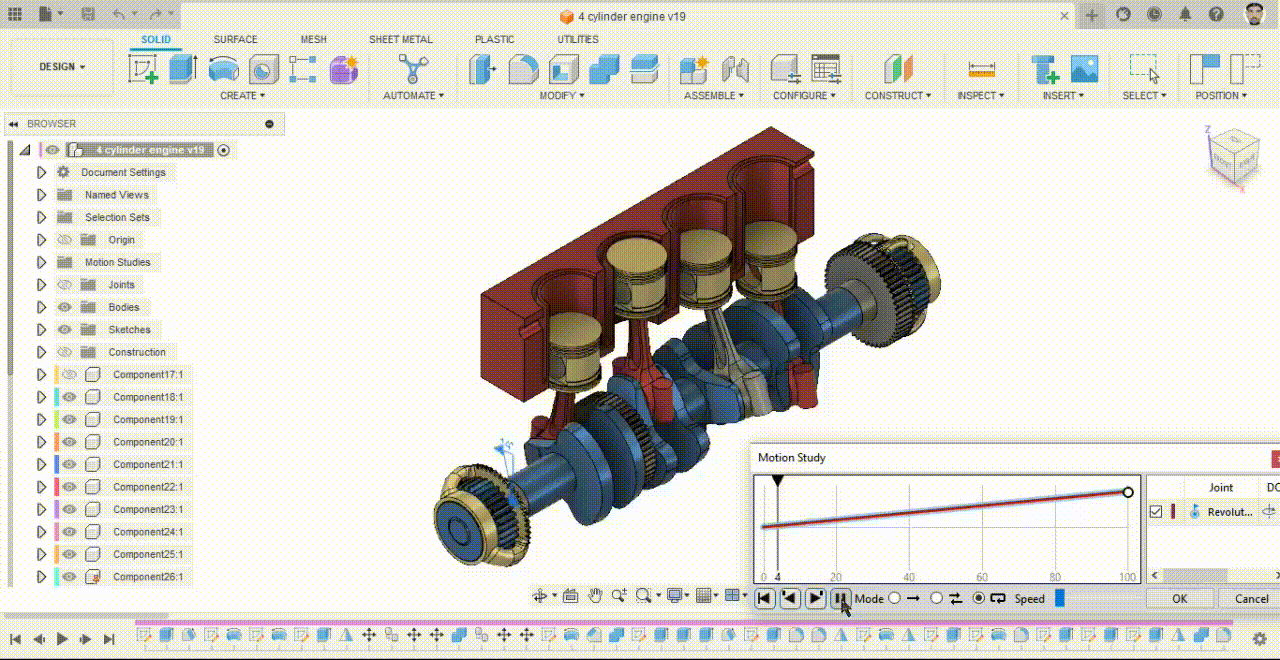 4 cylinder engine v19
SOLID SURFACE MESH SHEET METAL PLASTIC UTILITIES
DESIGN
CREATE AUTOMATE MODIFY ASSEMBLE CONFIGURE CONSTRUCT INSPECT INSERT SELECT POSITION
BROWSER
4 cylinder engine v19
Document Settings
Named Views
Selection Sets
Origin
Motion Studies
Joints
Bodies
Sketches
Construction
Component17:1
Component18:1
Component19:1
Component20:1
Component21:1
Component22:1
Component23:1
Component24:1
Component25:1
Component26:1
Z
Motion Study
Joint DO
Revolut...
0 4 20 40 60 80 100
Mode Speed OK Cancel